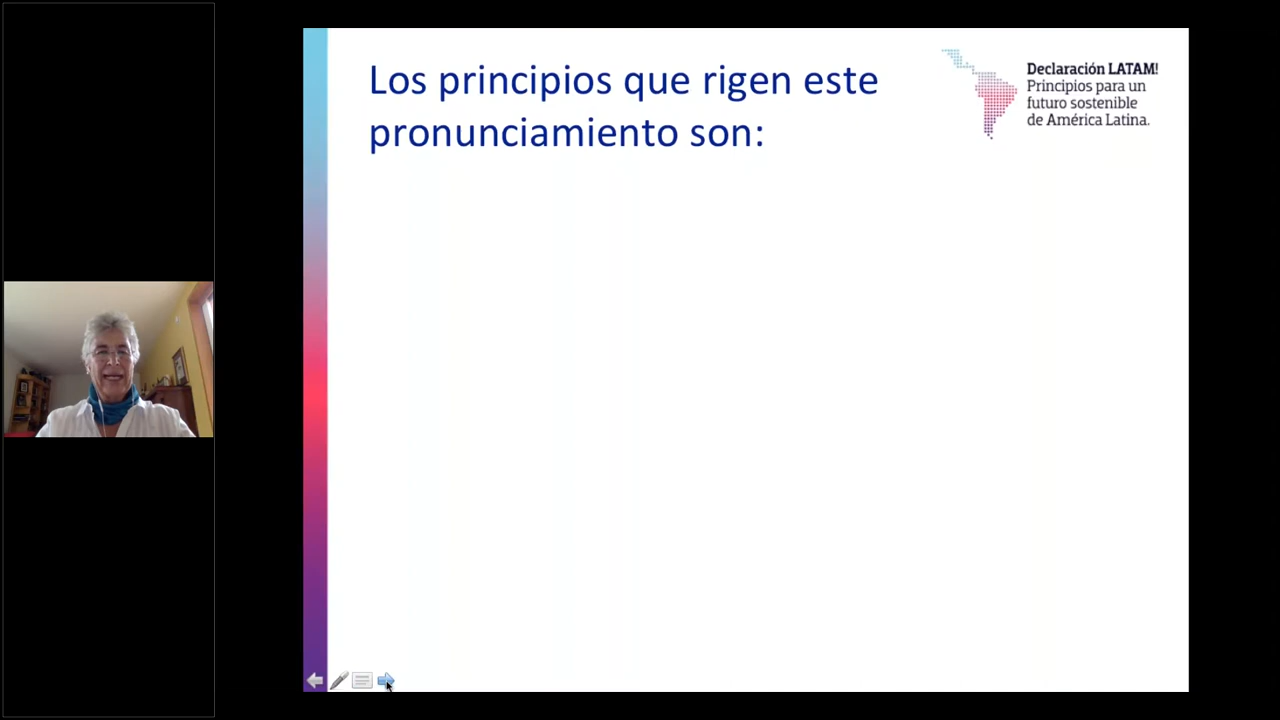 Los principios que rigen este
pronunciamiento son:
Declaración LATAM!
Principios para un
futuro sostenible
de América Latina.